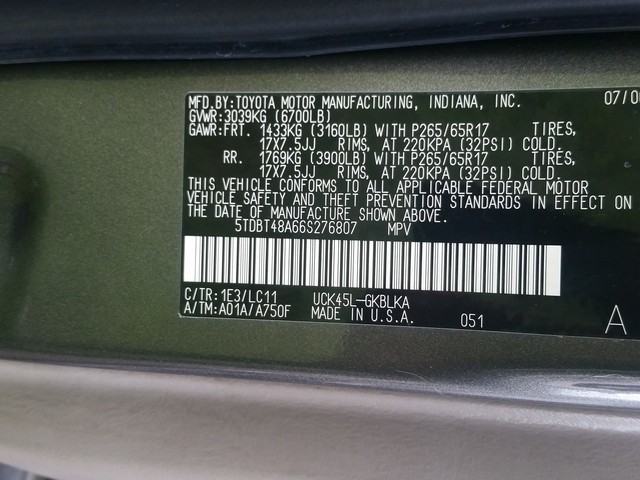 MFD.BY:TOYOTA MOTOR MANUFACTURING, INDIANA, INC. 07/0
GVWR:3039KG (6700LB)
GAWR:FRT. 1433KG (3160LB) WITH P265/65R17 TIRES,
17X7.5JJ RIMS, AT 220KPA (32PSI) COLD.
RR. 1769KG (3900LB) WITH P265/65R17 TIRES,
17X7.5JJ RIMS, AT 220KPA (32PSI) COLD.
THIS VEHICLE CONFORMS TO ALL APPLICABLE FEDERAL MOTOR
VEHICLE SAFETY AND THEFT PREVENTION STANDARDS IN EFFECT ON
THE DATE OF MANUFACTURE SHOWN ABOVE.
5TDBT48A66S276807 MPV
C/TR:1E3/LC11 UCK45L-GKBLKA
A/TM:A01A/A750F MADE IN U.S.A. 051 A